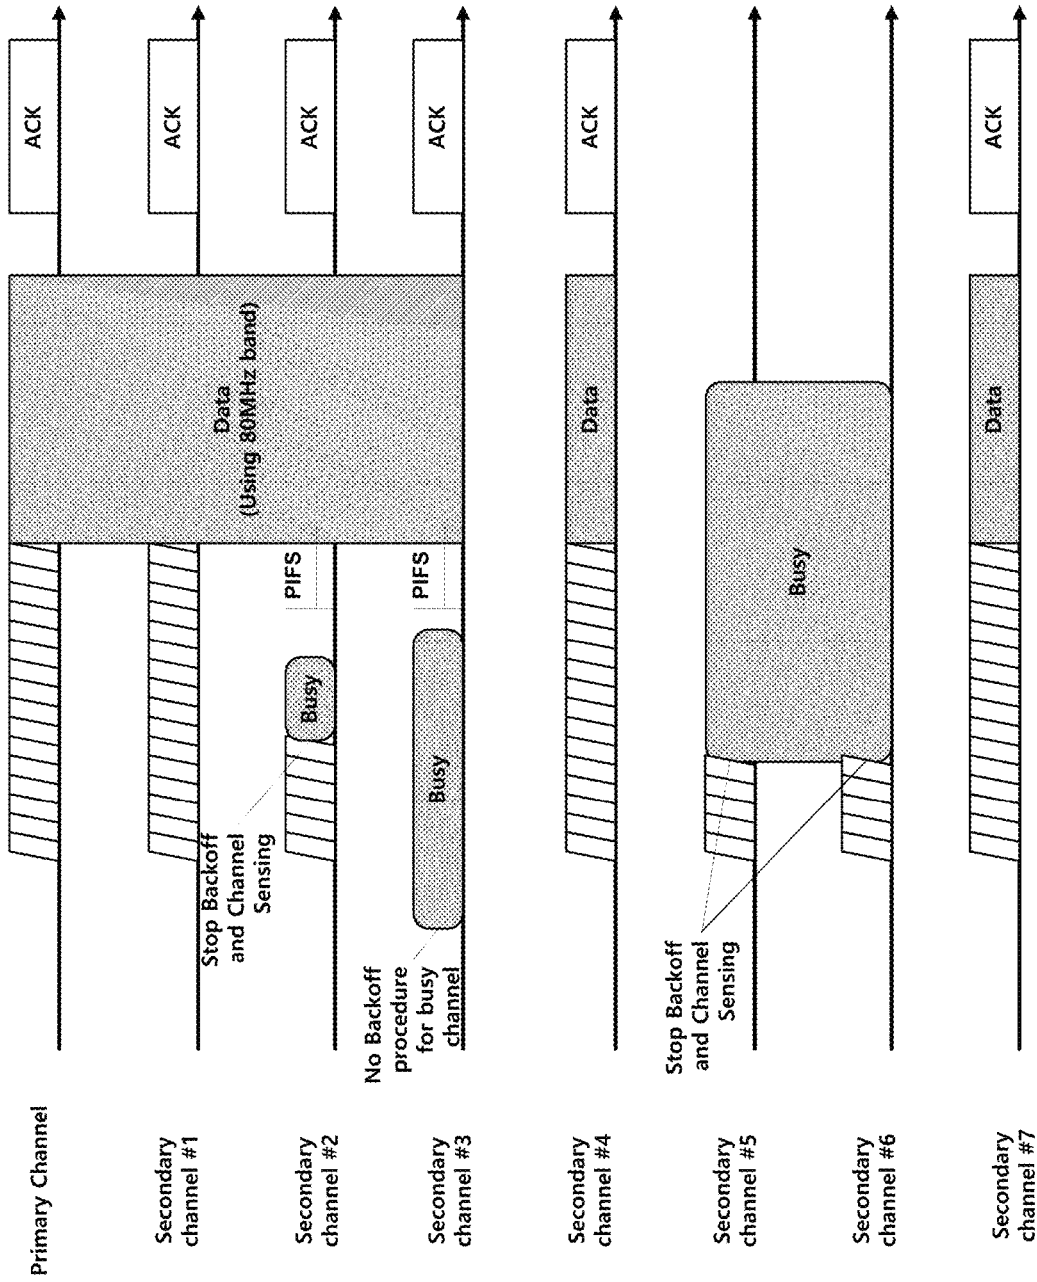 Primary Channel
ACK
Secondary
channel #1
ACK
Data
(Using 80MHz band)
Secondary
channel #2
Stop Backoff
and Channel
Sensing
Busy
PIFS
ACK
Secondary
channel #3
No Backoff
procedure
for busy
channel
Busy
PIFS
ACK
Secondary
channel #4
Data
ACK
Secondary
channel #5
Stop Backoff
and Channel
Sensing
Busy
Secondary
channel #6
Secondary
channel #7
Data
ACK